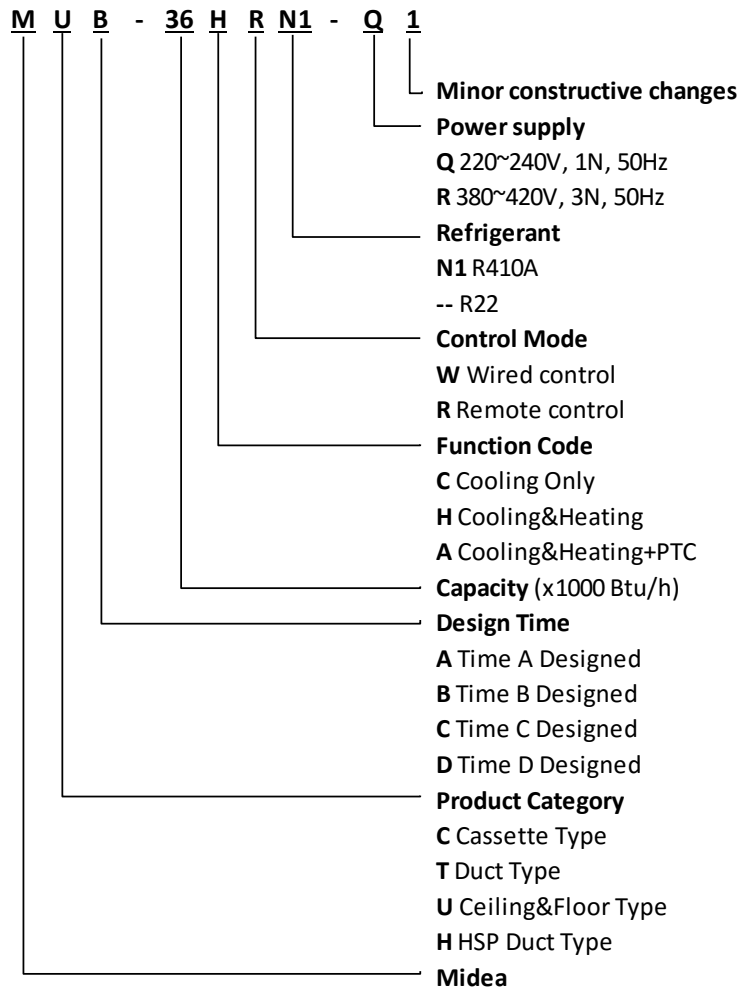 M U B - 36 H R N1 - Q 1
Minor constructive changes
Power supply
Q 220~240V, 1N, 50Hz
R 380~420V, 3N, 50Hz
Refrigerant
N1 R410A
-- R22
Control Mode
W Wired control
R Remote control
Function Code
C Cooling Only
H Cooling&Heating
A Cooling&Heating+PTC
Capacity (x1000 Btu/h)
Design Time
A Time A Designed
B Time B Designed
C Time C Designed
D Time D Designed
Product Category
C Cassette Type
T Duct Type
U Ceiling&Floor Type
H HSP Duct Type
Midea